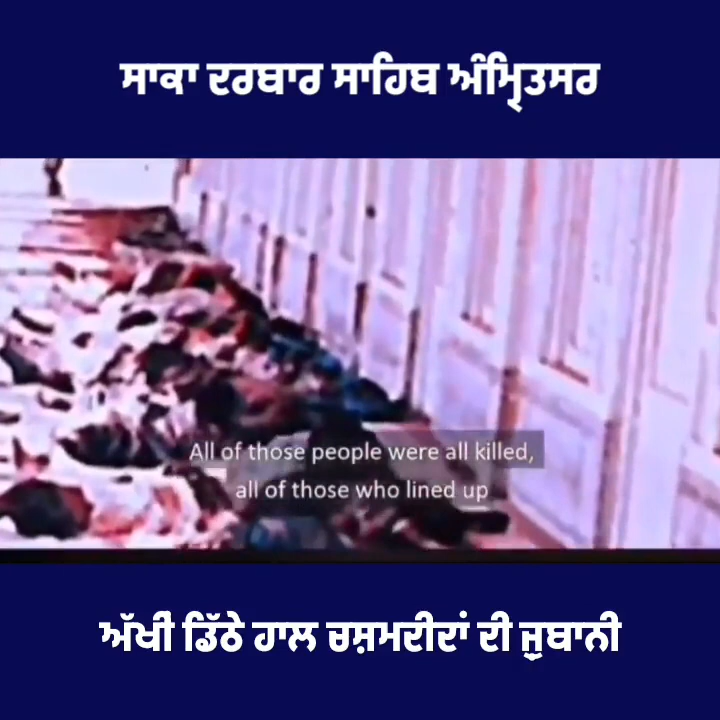 ਸਾਕਾ ਦਰਬਾਰ ਸਾਹਿਬ ਅੰਮ੍ਰਿਤਸਰ
All of those people were all killed,
all of those who lined up
ਅੱਖੀਂ ਡਿੱਠੇ ਹਾਲ ਚਸ਼ਮਦੀਦਾਂ ਦੀ ਜੁਬਾਨੀ